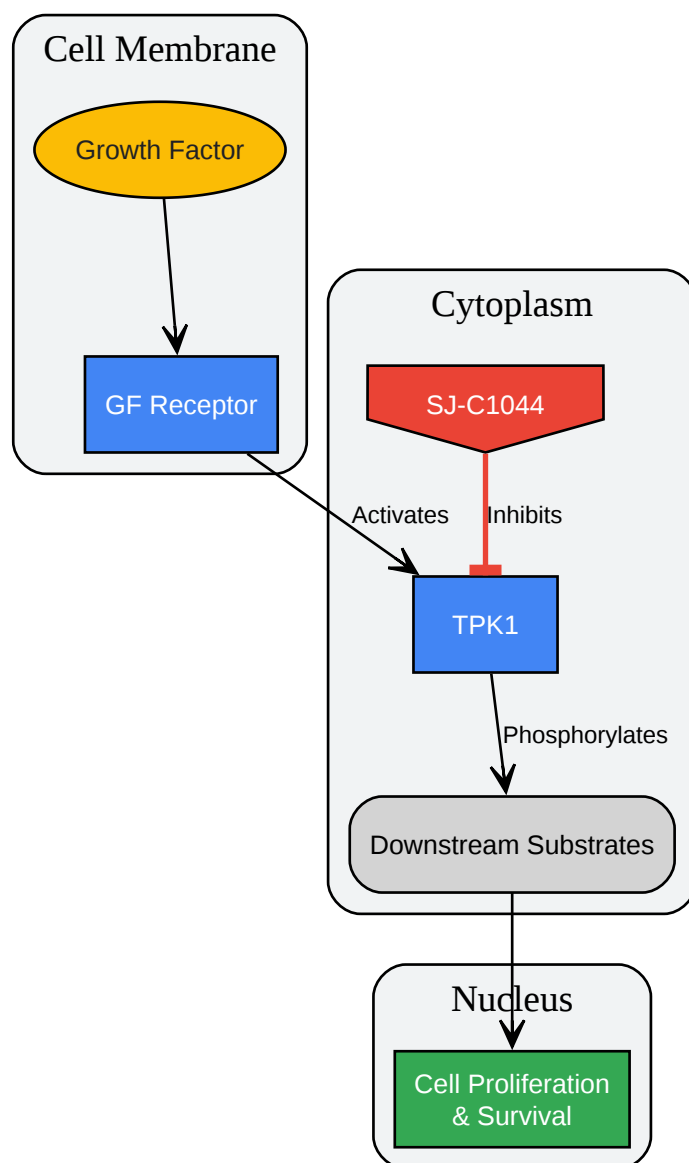 Cell Membrane
Growth Factor
GF Receptor
Cytoplasm
SJ-C1044
Activates
Inhibits
TPK1
Phosphorylates
Downstream Substrates
Nucleus
Cell Proliferation
& Survival